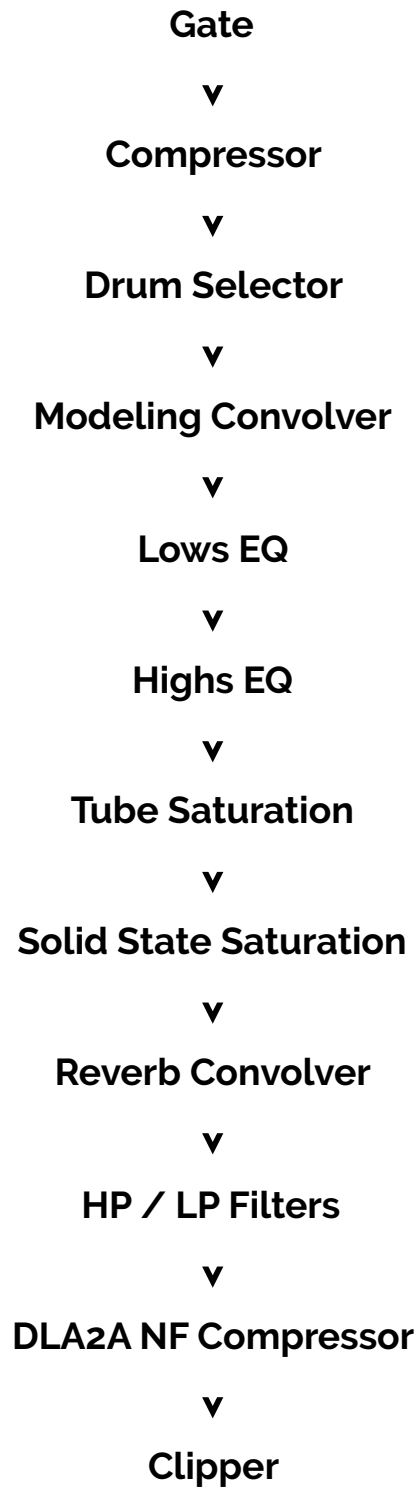 Gate
Compressor
Drum Selector
Modeling Convolver
Lows EQ
Highs EQ
Tube Saturation
Solid State Saturation
Reverb Convolver
HP / LP Filters
DLA2A NF Compressor
Clipper